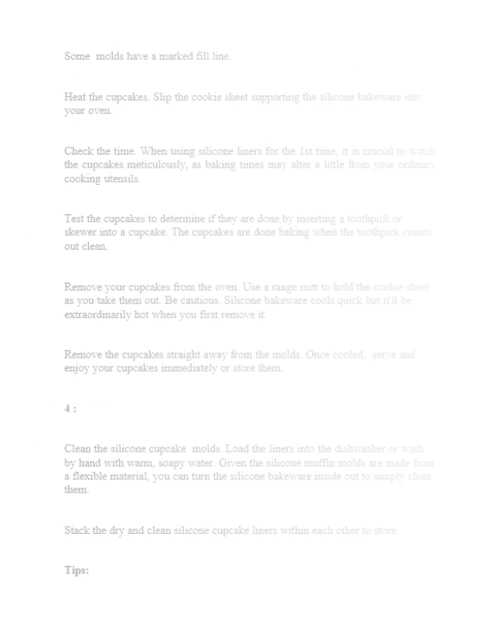 Some  molds have a marked fill line.
Heat the cupcakes. Slip the cookie sheet supporting the silicone bakeware into
your oven.
Check the time. When using silicone liners for the 1st time, it is crucial to watch
the cupcakes meticulously, as baking times may alter a little from your ordinary
cooking utensils.
Test the cupcakes to determine if they are done by inserting a toothpick or
skewer into a cupcake. The cupcakes are done baking when the toothpick comes
out clean.
Remove your cupcakes from the oven. Use a range mitt to hold the cookie sheet
as you take them out. Be cautious. Silicone bakeware cools quick but it'll be
extraordinarily hot when you first remove it.
Remove the cupcakes straight away from the molds. Once cooled,  serve and
enjoy your cupcakes immediately or store them.
4 :
Clean the silicone cupcake  molds. Load the liners into the dishwasher or wash
by hand with warm, soapy water. Given the silicone muffin molds are made from
a flexible material, you can turn the silicone bakeware inside out to simply clean
them.
Stack the dry and clean silicone cupcake liners within each other to store.
Tips: